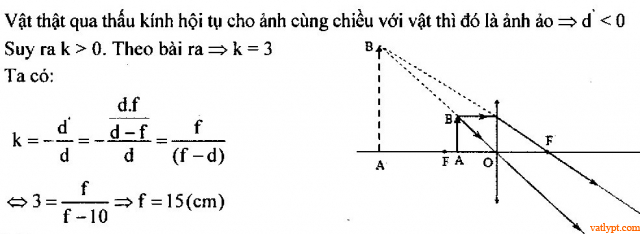 Vật thật qua thấu kính hội tụ cho ảnh cùng chiều với vật thì đó là ảnh ảo ⇒ d' < 0
Suy ra k > 0. Theo bài ra ⇒ k = 3
Ta có:
k = -d'/d = -(d.f/(d-f))/d = f/(f-d)
⇔ 3 = f/(f-10) ⇒ f = 15(cm)
B
B
F
A
F A O
vatlypt.com